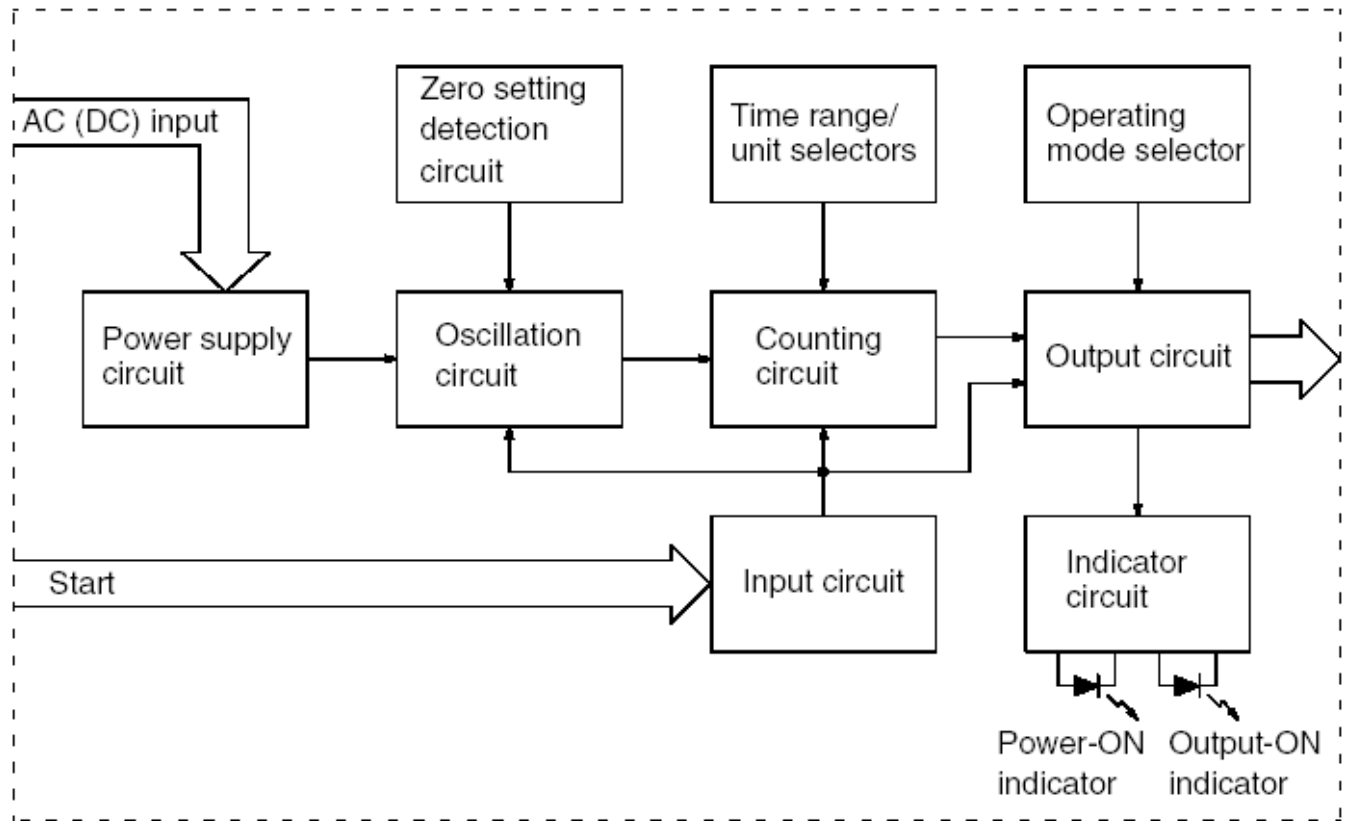 AC (DC) input
Zero setting
detection
circuit
Time range/
unit selectors
Operating
mode selector
Power supply
circuit
Oscillation
circuit
Counting
circuit
Output circuit
Start
Input circuit
Indicator
circuit
Power-ON
indicator
Output-ON
indicator